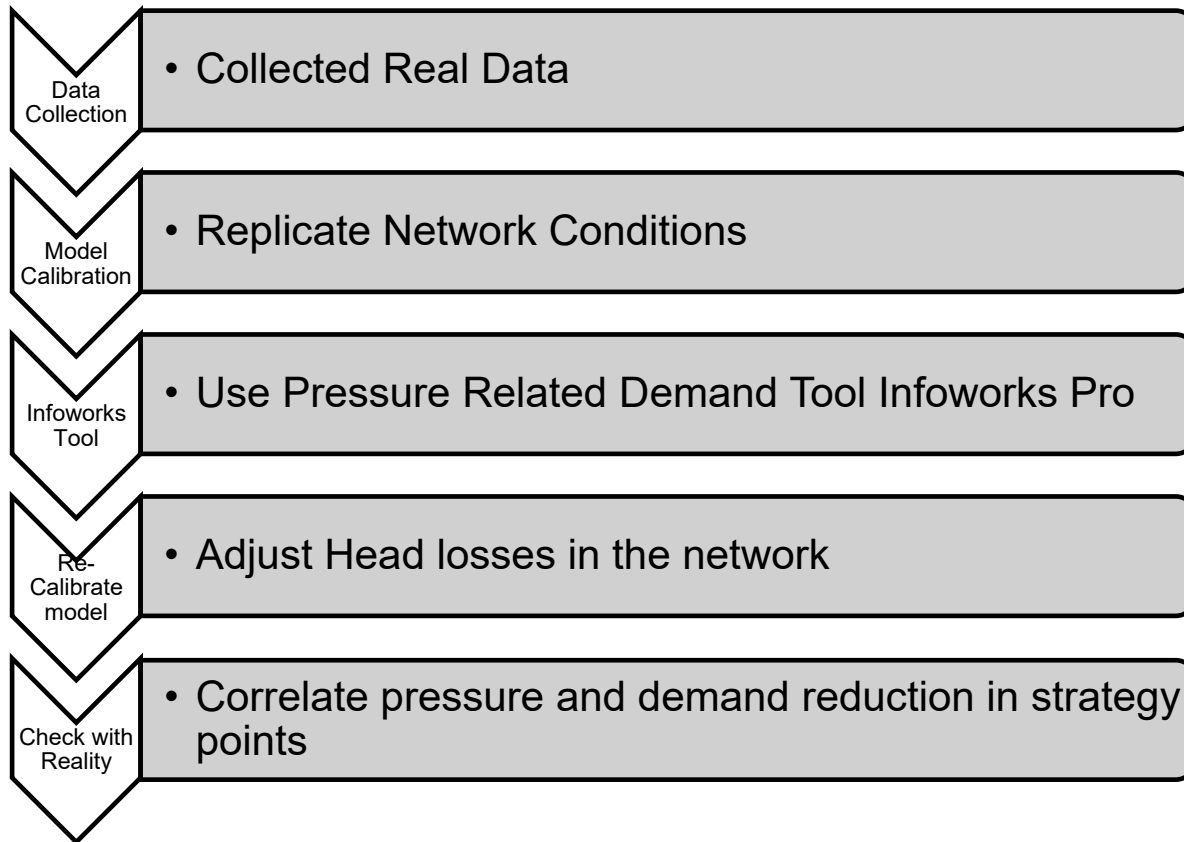 Data
Collection
• Collected Real Data
Model
Calibration
• Replicate Network Conditions
Infoworks
Tool
• Use Pressure Related Demand Tool Infoworks Pro
Re-
Calibrate
model
• Adjust Head losses in the network
Check with
Reality
• Correlate pressure and demand reduction in strategy
points